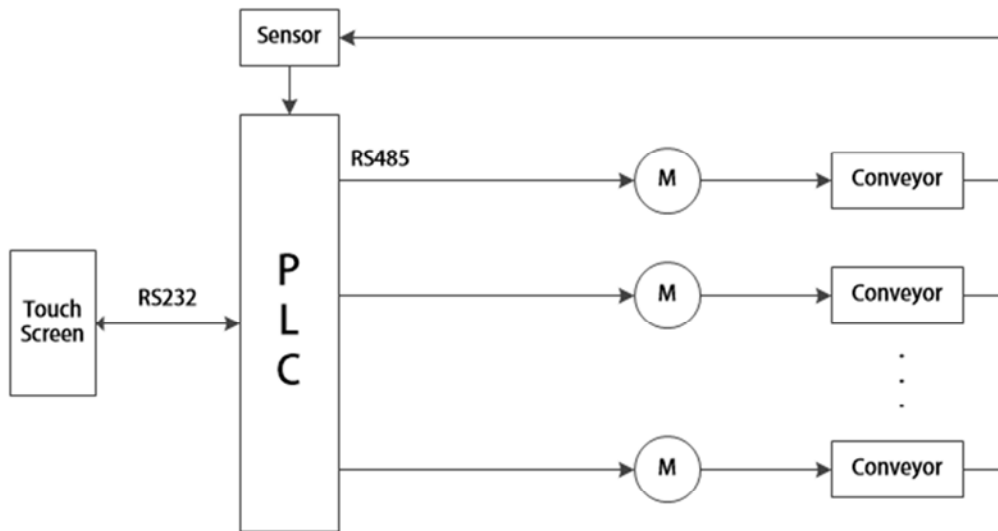 Sensor
RS485
M
Conveyor
P
L
C
RS232
Touch
Screen
M
Conveyor
M
Conveyor